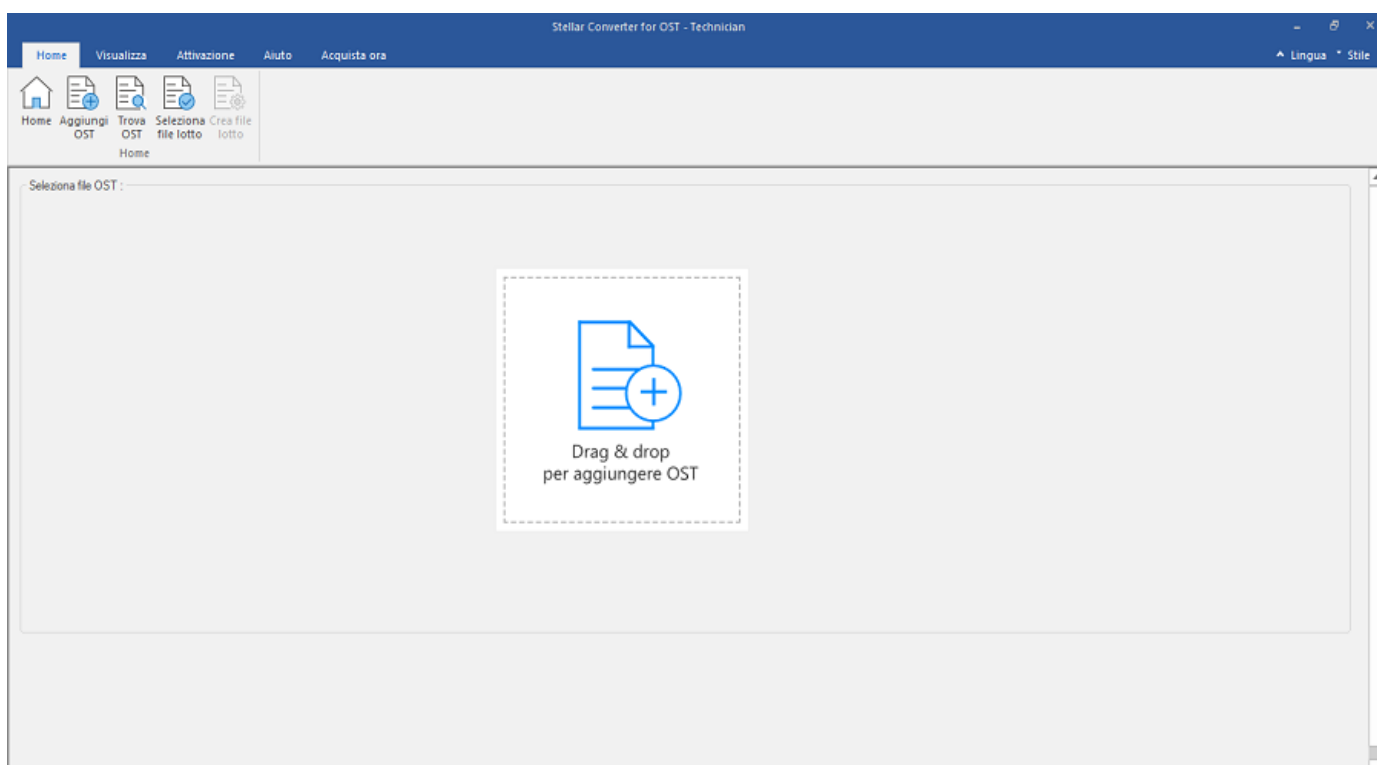 Stellar Converter for OST - Technician
Home Visualizza Attivazione Aiuto Acquista ora Lingua Stile
Home Aggiungi OST Trova OST Seleziona file lotto Crea file lotto
Home
Seleziona file OST :
Drag & drop
per aggiungere OST